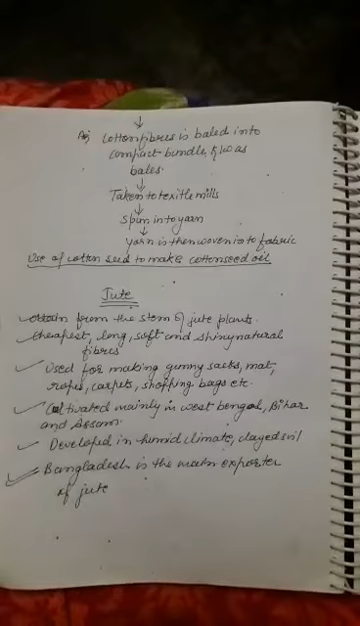 Cotton fibres is baled into
compact bundle, k/as
bales.
Taken to textile mills
Spun into yarn
yarn is then woven into fabric
Use of cotton seed to make cottonseed oil
Jute
obtain from the stem of jute plants.
Cheapest, long, soft and shiny natural
fibres
Used for making gunny sacks, mat,
ropes, carpets, shopping bags etc.
Cultivated mainly in west bengal, Bihar
and Assam
Developed in humid climate, clayed soil
Bangladesh is the main exporter
of jute